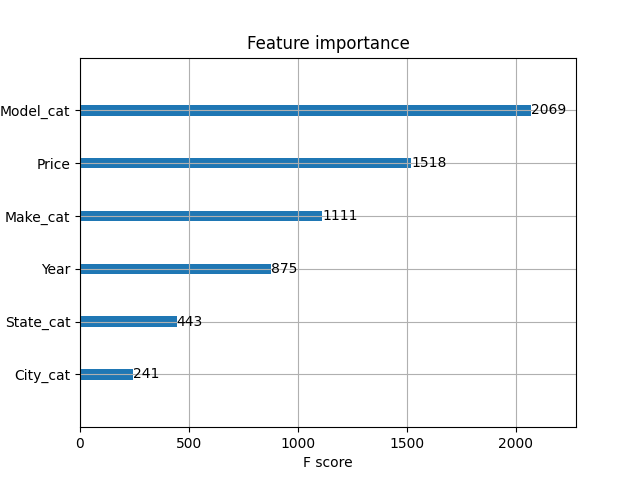 Feature importance
Model_cat 2069
Price 1518
Make_cat 1111
Year 875
State_cat 443
City_cat 241
0 500 1000 1500 2000
F score